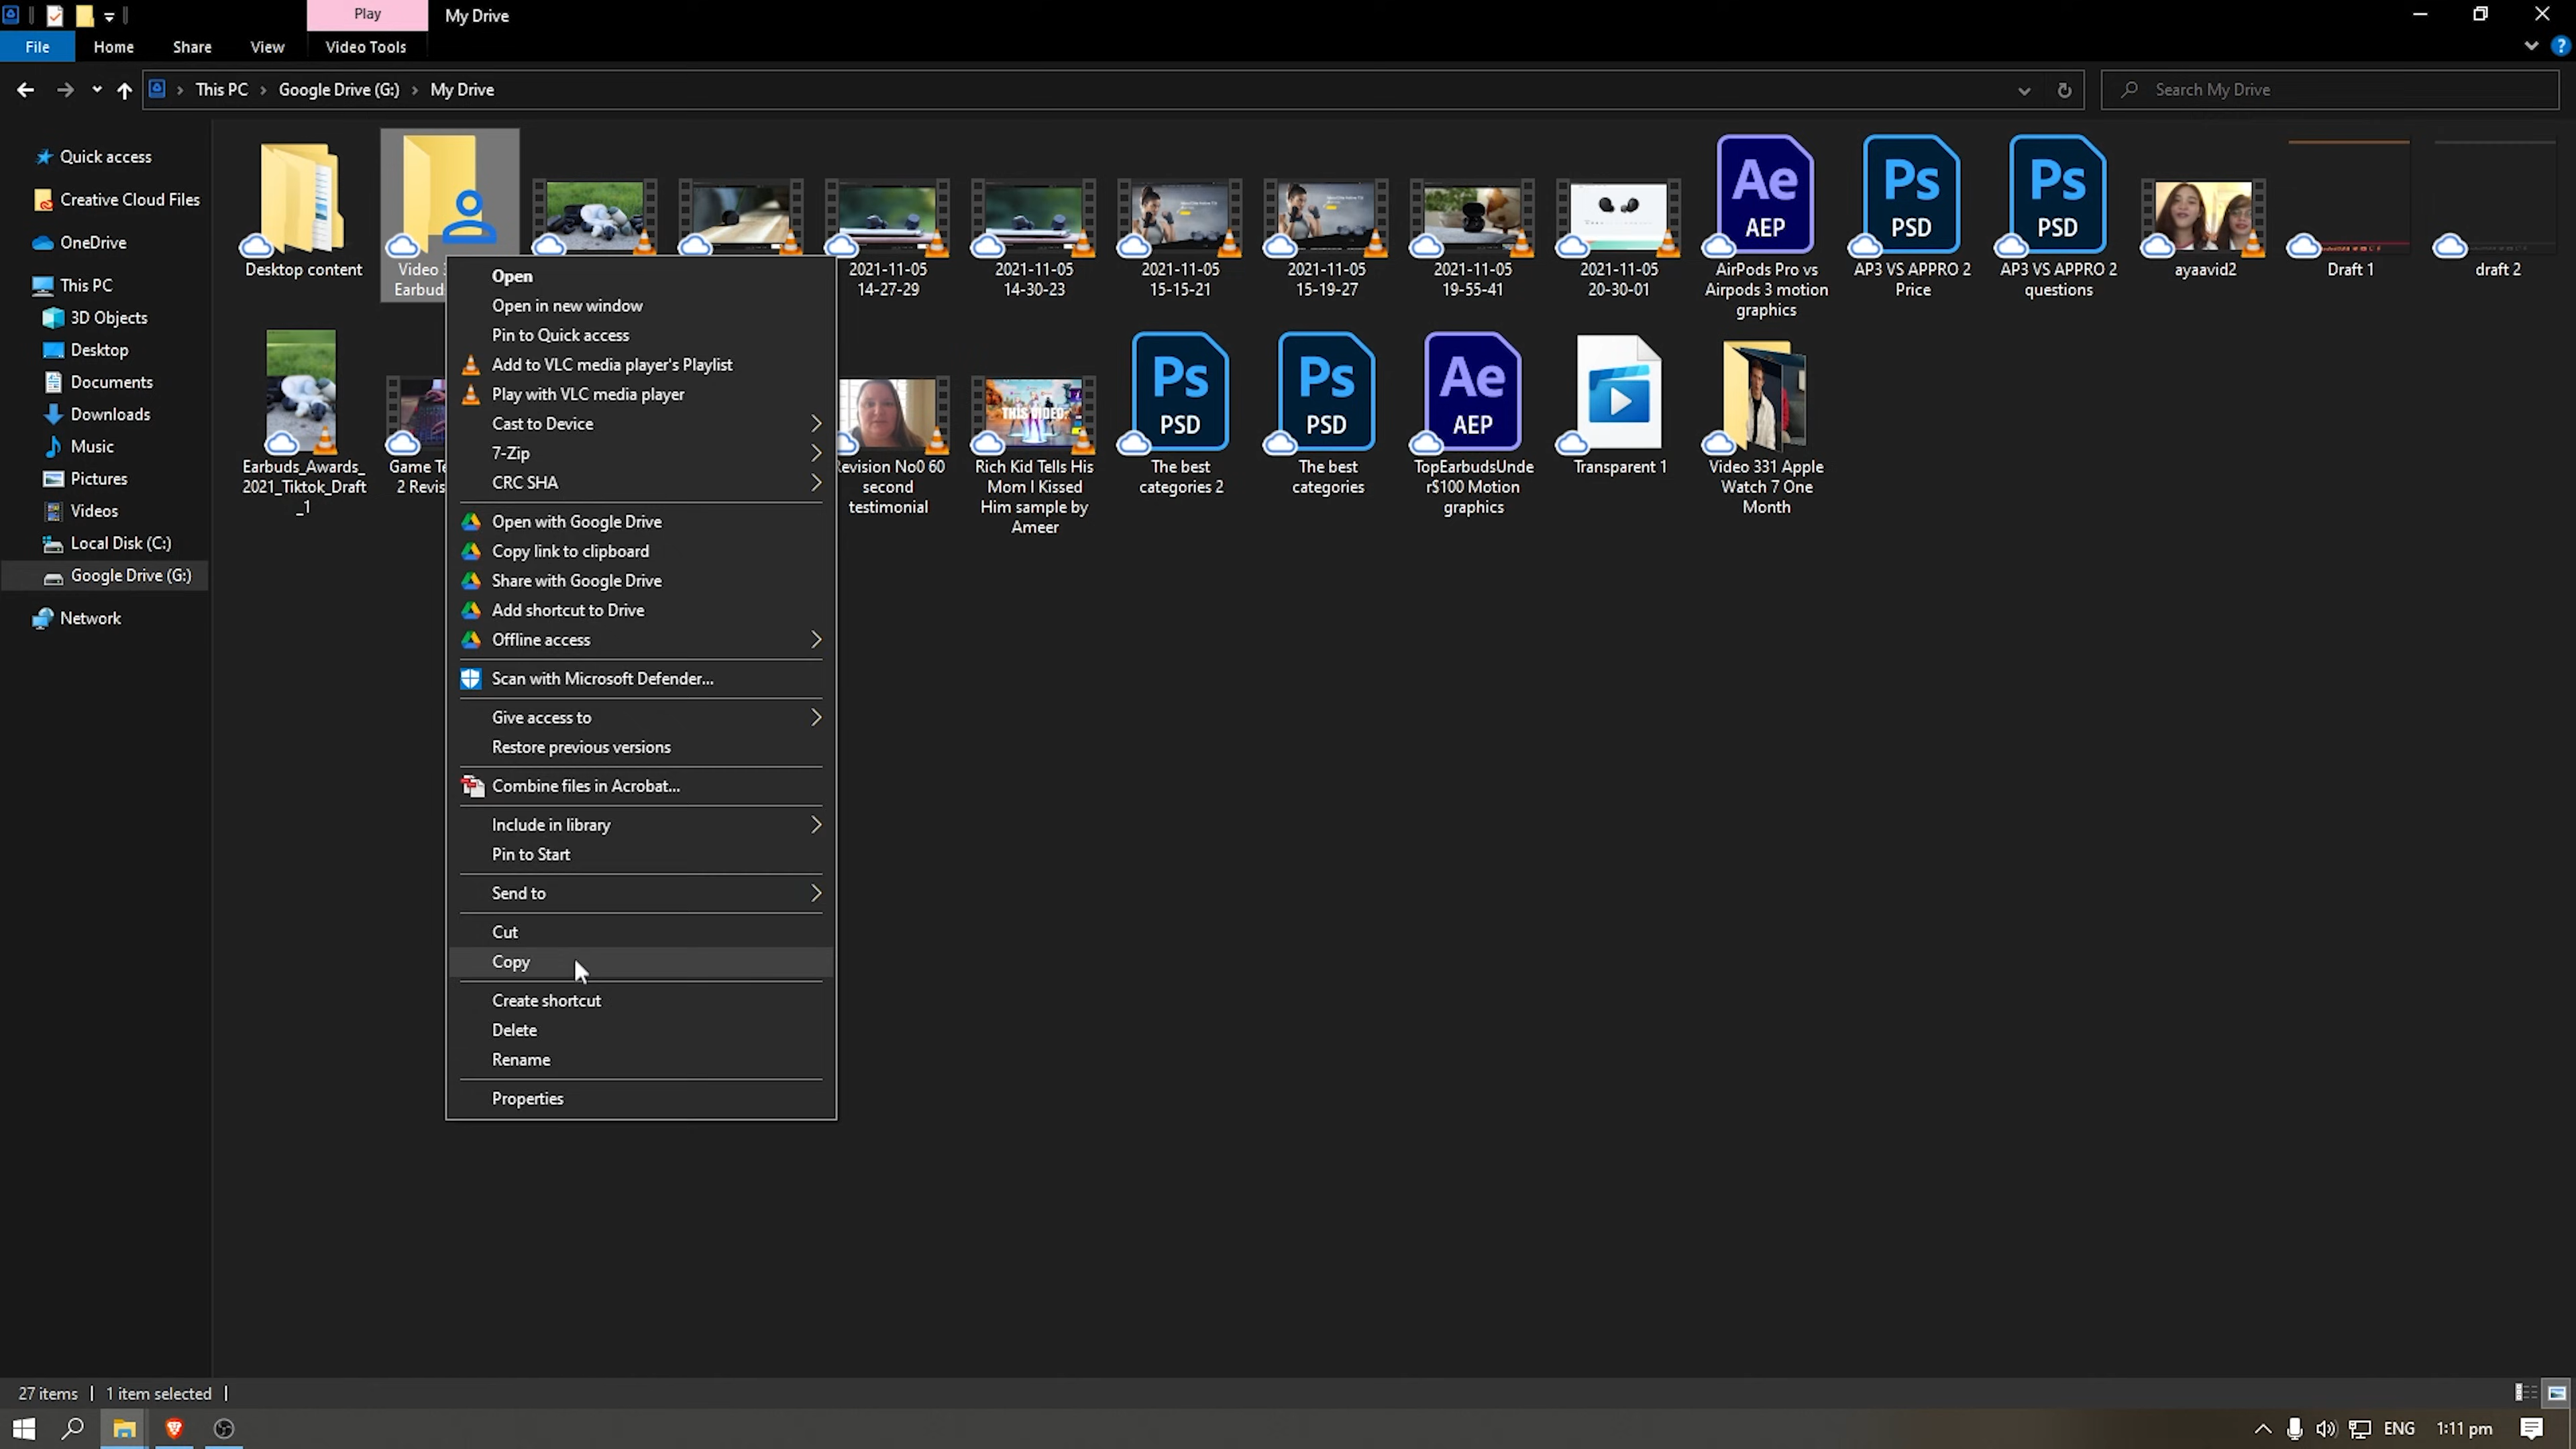 Play
My Drive
File
Home
Share
View
Video Tools
This PC
Google Drive (G:)
My Drive
Search My Drive
Quick access
Creative Cloud Files
OneDrive
This PC
3D Objects
Desktop
Documents
Downloads
Music
Pictures
Videos
Local Disk (C:)
Google Drive (G:)
Network
Desktop content
Video
Earbuds
2021-11-05
14-27-29
2021-11-05
14-30-23
2021-11-05
15-15-21
2021-11-05
15-19-27
2021-11-05
19-55-41
2021-11-05
20-30-01
Ae
AEP
AirPods Pro vs
Airpods 3 motion
graphics
Ps
PSD
AP3 VS APPRO 2
Price
Ps
PSD
AP3 VS APPRO 2
questions
ayaavid2
Draft 1
draft 2
Earbuds_Awards_
2021_Tiktok_Draft
_1
Game Te
2 Revis
Revision No0 60
second
testimonial
THIS VIDEO:
Rich Kid Tells His
Mom I Kissed
Him sample by
Ameer
Ps
PSD
The best
categories 2
Ps
PSD
The best
categories
Ae
AEP
TopEarbudsUnde
r$100 Motion
graphics
Transparent 1
Video 331 Apple
Watch 7 One
Month
Open
Open in new window
Pin to Quick access
Add to VLC media player's Playlist
Play with VLC media player
Cast to Device
7-Zip
CRC SHA
Open with Google Drive
Copy link to clipboard
Share with Google Drive
Add shortcut to Drive
Offline access
Scan with Microsoft Defender...
Give access to
Restore previous versions
Combine files in Acrobat...
Include in library
Pin to Start
Send to
Cut
Copy
Create shortcut
Delete
Rename
Properties
27 items
1 item selected
ENG
1:11 pm